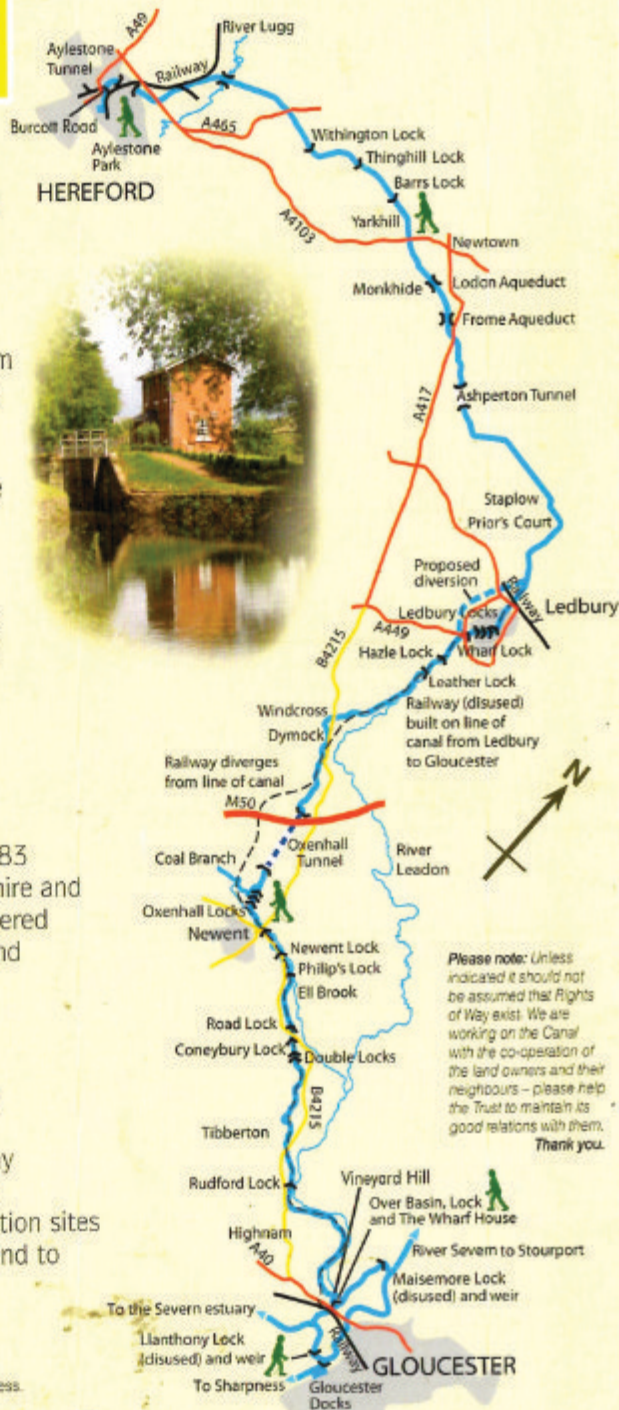 A49
River Lugg
Aylestone
Tunnel
Railway
Burcott Road
Aylestone
Park
A465
HEREFORD
Withington Lock
Thinghill Lock
Barrs Lock
Yarkhill
A4103
Newtown
Monkhide
Lodon Aqueduct
Frome Aqueduct
A417
Ashperton Tunnel
Staplow
Prior's Court
Proposed
diversion
Railway
Ledbury Locks
Ledbury
A449
Wharf Lock
Hazle Lock
Leather Lock
B4215
Railway (disused)
built on line of
canal from Ledbury
to Gloucester
Windcross
Dymock
Railway diverges
from line of canal
M50
N
Oxenhall
Tunnel
River
Leadon
Coal Branch
83
hire and
ered
nd
Oxenhall Locks
Newent
Newent Lock
Philip's Lock
Ell Brook
Please note: Unless
indicated it should not
be assumed that Rights
of Way exist. We are
working on the Canal
with the co-operation of
the land owners and their
neighbours – please help
the Trust to maintain its
good relations with them.
Thank you.
Road Lock
Coneybury Lock
Double Locks
B4215
Tibberton
Rudford Lock
tion sites
nd to
Vineyard Hill
Over Basin, Lock
and The Wharf House
Highnam
A40
River Severn to Stourport
Maisemore Lock
(disused) and weir
To the Severn estuary
Llanthony Lock
(disused) and weir
Railway
GLOUCESTER
To Sharpness
Gloucester
Docks
ess.